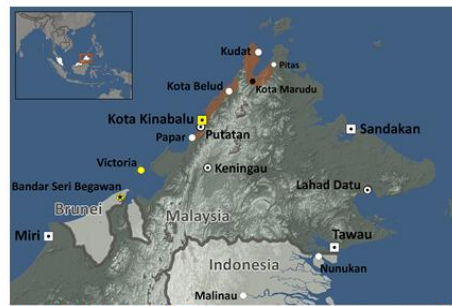 Kudat
Pitas
Kota Belud
Kota Marudu
Kota Kinabalu
Putatan
Sandakan
Papar
Victoria
Keningau
Bandar Seri Begawan
Lahad Datu
Brunei
Malaysia
Miri
Tawau
Indonesia
Nunukan
Malinau